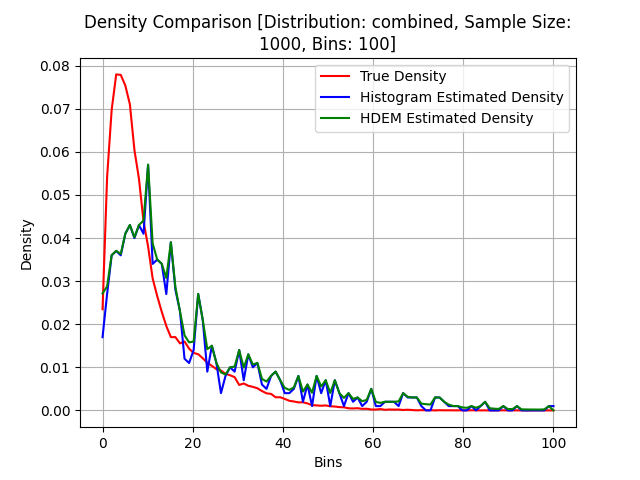 Density Comparison [Distribution: combined, Sample Size:
1000, Bins: 100]
True Density
Histogram Estimated Density
HDEM Estimated Density
Density
0.08
0.07
0.06
0.05
0.04
0.03
0.02
0.01
0.00
0 20 40 60 80 100
Bins